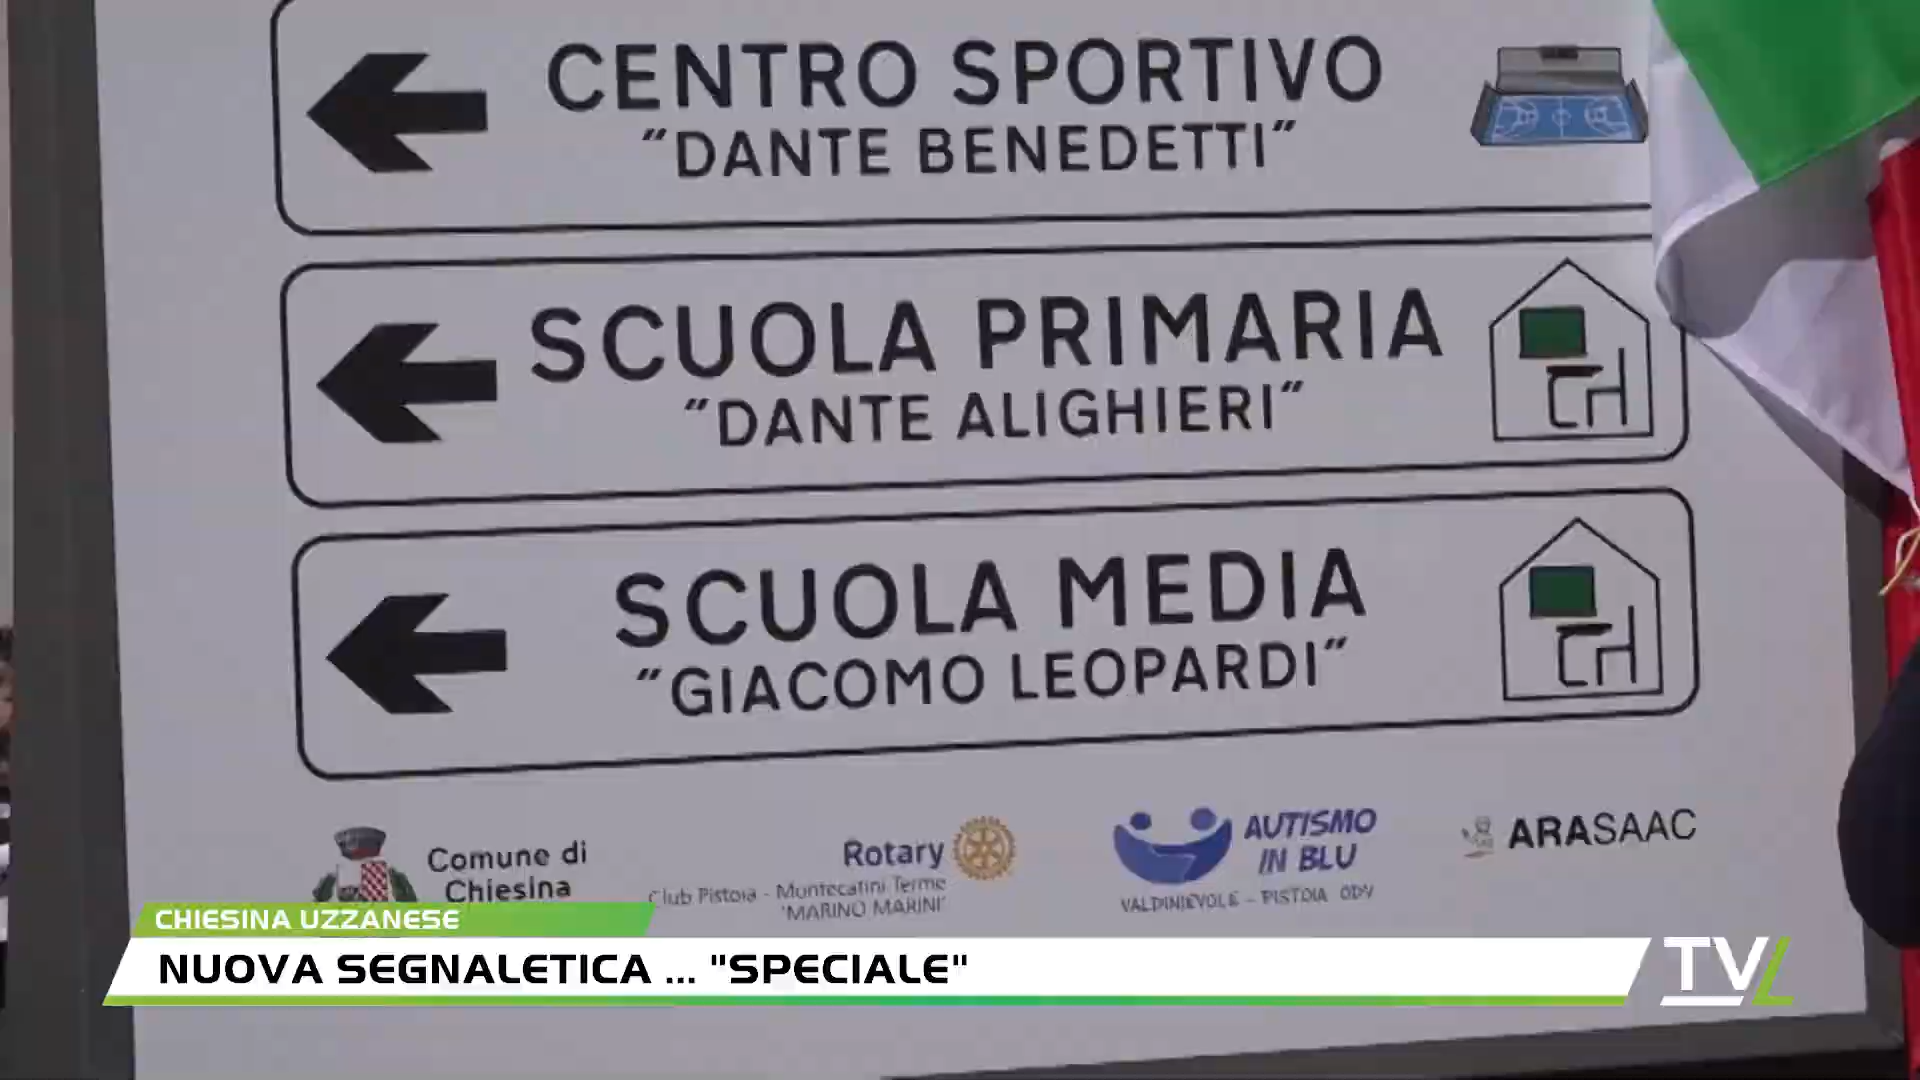 CENTRO SPORTIVO
"DANTE BENEDETTI"
SCUOLA PRIMARIA
"DANTE ALIGHIERI"
SCUOLA MEDIA
"GIACOMO LEOPARDI"
Comune di
Chiesina
Rotary
Club Pistoia - Montecatini Terme
"MARINO MARINI"
AUTISMO
IN BLU
VALDINIEVOLE - PISTOIA ODV
ARASAAC
CHIESINA UZZANESE
NUOVA SEGNALETICA ... "SPECIALE"
TVL